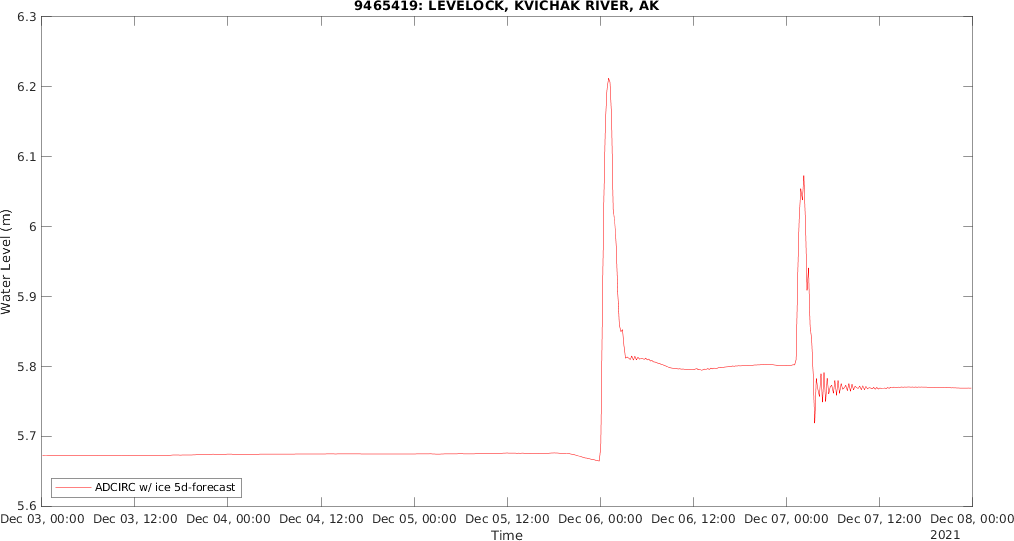 9465419: LEVELOCK, KVICHAK RIVER, AK
6.3
6.2
6.1
6
5.9
5.8
5.7
5.6
Water Level (m)
ADCIRC w/ ice 5d-forecast
Dec 03, 00:00 Dec 03, 12:00 Dec 04, 00:00 Dec 04, 12:00 Dec 05, 00:00 Dec 05, 12:00 Dec 06, 00:00 Dec 06, 12:00 Dec 07, 00:00 Dec 07, 12:00 Dec 08, 00:00
Time
2021